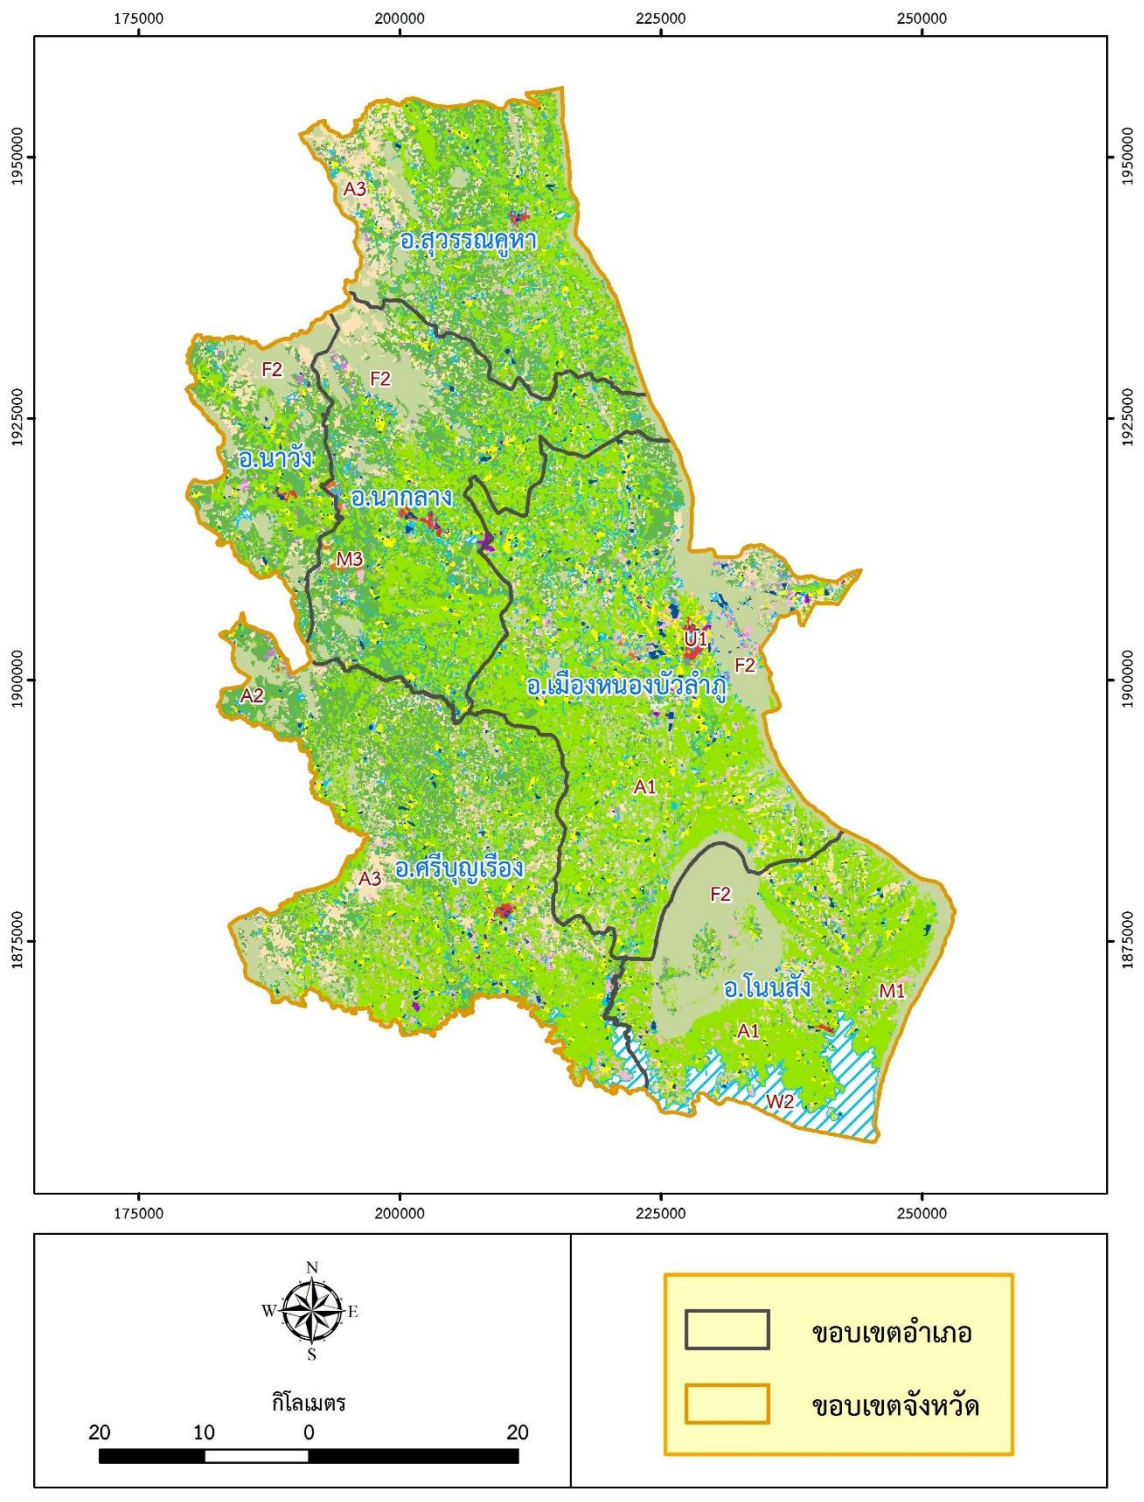 175000 200000 225000 250000
1950000 1950000
A3
อ.สุวรรณคูหา
F2 F2
1925000 1925000
อ.นาวัง
อ.นากลาง
M3
U1
F2
1900000 1900000
อ.เมืองหนองบัวลำภู
A2
A1
อ.ศรีบุญเรือง
A3
F2
1875000 1875000
อ.โนนสัง
M1
A1
W2
175000 200000 225000 250000
N
W E
S
กิโลเมตร
20 10 0 20
ขอบเขตอำเภอ
ขอบเขตจังหวัด